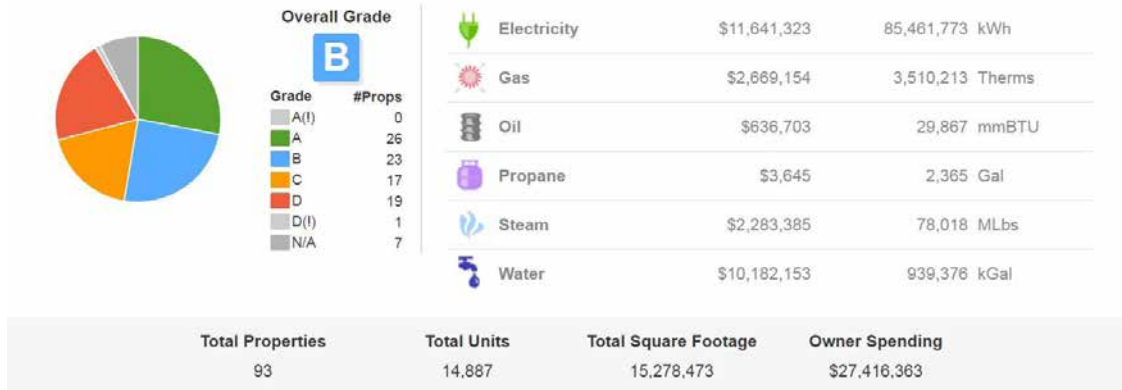 Overall Grade
B
Grade #Props
A(!) 0
A 26
B 23
C 17
D 19
D(!) 1
N/A 7
Electricity $11,641,323 85,461,773 kWh
Gas $2,669,154 3,510,213 Therms
Oil $636,703 29,867 mmBTU
Propane $3,645 2,365 Gal
Steam $2,283,385 78,018 MLbs
Water $10,182,153 939,376 kGal
Total Properties Total Units Total Square Footage Owner Spending
93 14,887 15,278,473 $27,416,363